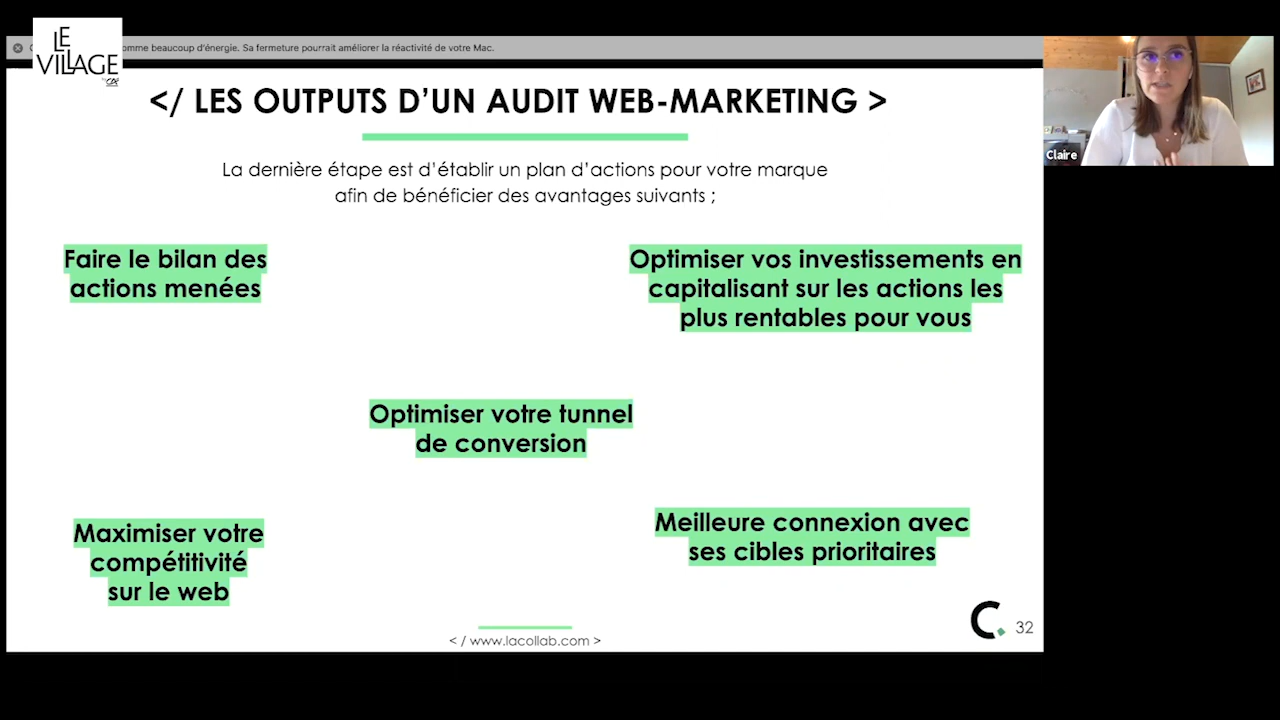 LE
VILLAGE
by CA
omme beaucoup d'énergie. Sa fermeture pourrait améliorer la réactivité de votre Mac.
</ LES OUTPUTS D'UN AUDIT WEB-MARKETING >
La dernière étape est d'établir un plan d'actions pour votre marque
afin de bénéficier des avantages suivants ;
Faire le bilan des
actions menées
Optimiser vos investissements en
capitalisant sur les actions les
plus rentables pour vous
Optimiser votre tunnel
de conversion
Maximiser votre
compétitivité
sur le web
Meilleure connexion avec
ses cibles prioritaires
C.
32
< / www.lacollab.com >
Claire